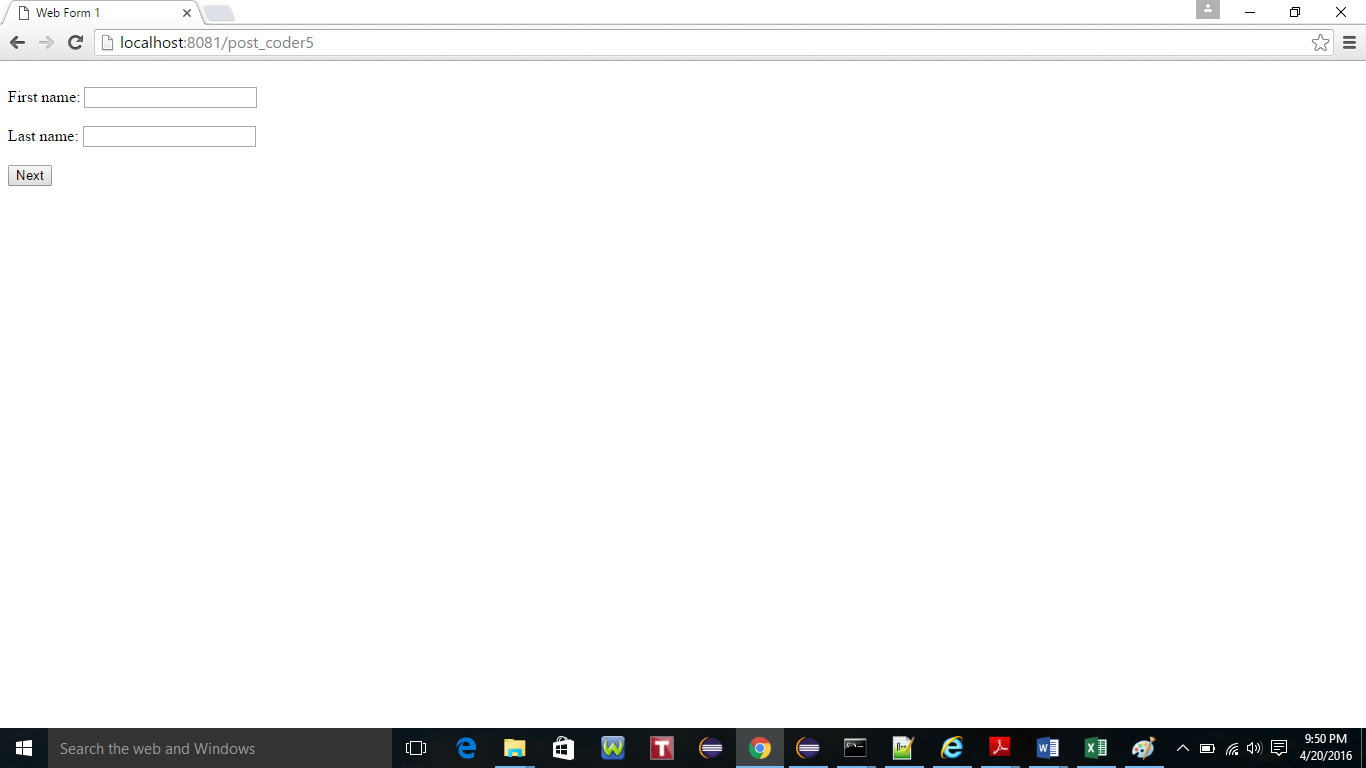 Web Form 1
localhost:8081/post_coder5
First name:
Last name:
Next
Search the web and Windows
9:50 PM
4/20/2016